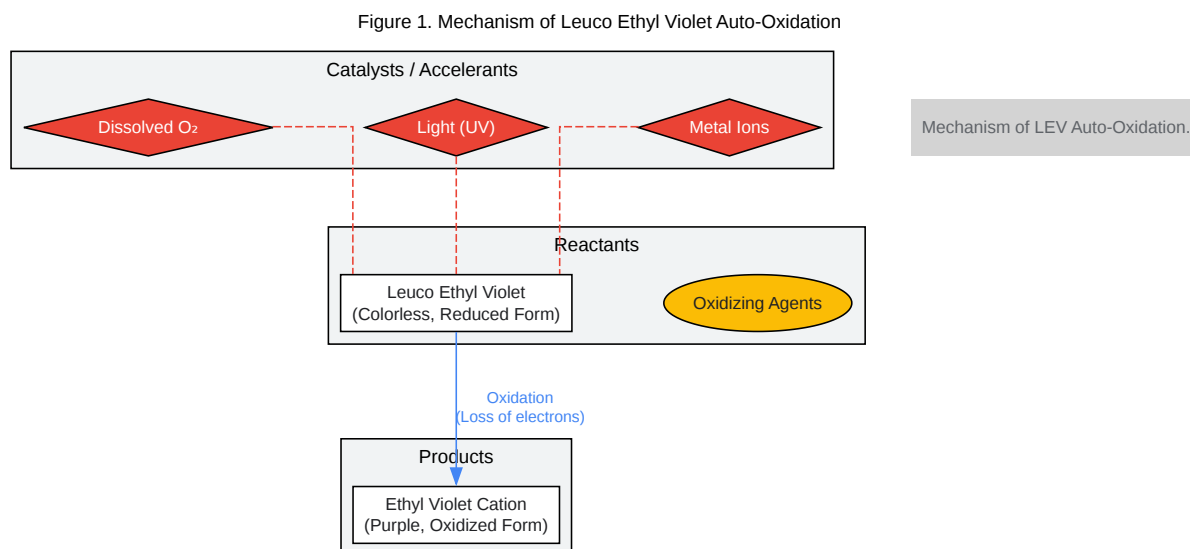 Figure 1. Mechanism of Leuco Ethyl Violet Auto-Oxidation
Catalysts / Accelerants
Dissolved O₂
Light (UV)
Metal Ions
Mechanism of LEV Auto-Oxidation.
Reactants
Leuco Ethyl Violet
(Colorless, Reduced Form)
Oxidizing Agents
Oxidation
(Loss of electrons)
Products
Ethyl Violet Cation
(Purple, Oxidized Form)